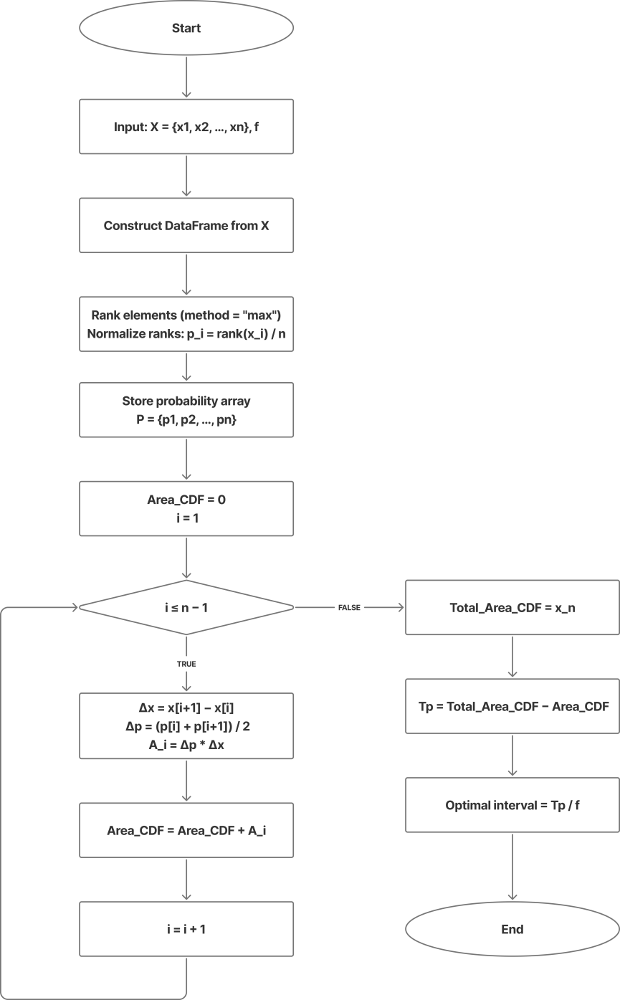 Start
Input: X = {x1, x2, ..., xn}, f
Construct DataFrame from X
Rank elements (method = "max")
Normalize ranks: p_i = rank(x_i) / n
Store probability array
P = {p1, p2, ..., pn}
Area_CDF = 0
i = 1
i ≤ n − 1
FALSE
Total_Area_CDF = x_n
TRUE
Δx = x[i+1] − x[i]
Δp = (p[i] + p[i+1]) / 2
A_i = Δp * Δx
Tp = Total_Area_CDF − Area_CDF
Area_CDF = Area_CDF + A_i
Optimal interval = Tp / f
i = i + 1
End